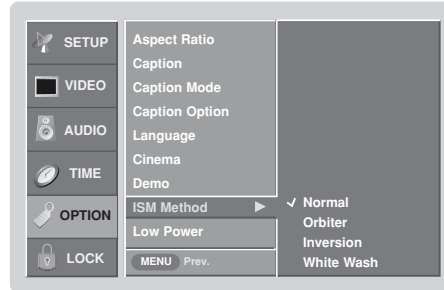 SETUP
VIDEO
AUDIO
TIME
OPTION
LOCK
Aspect Ratio
Caption
Caption Mode
Caption Option
Language
Cinema
Demo
ISM Method
Low Power
MENU Prev.
Normal
Orbiter
Inversion
White Wash